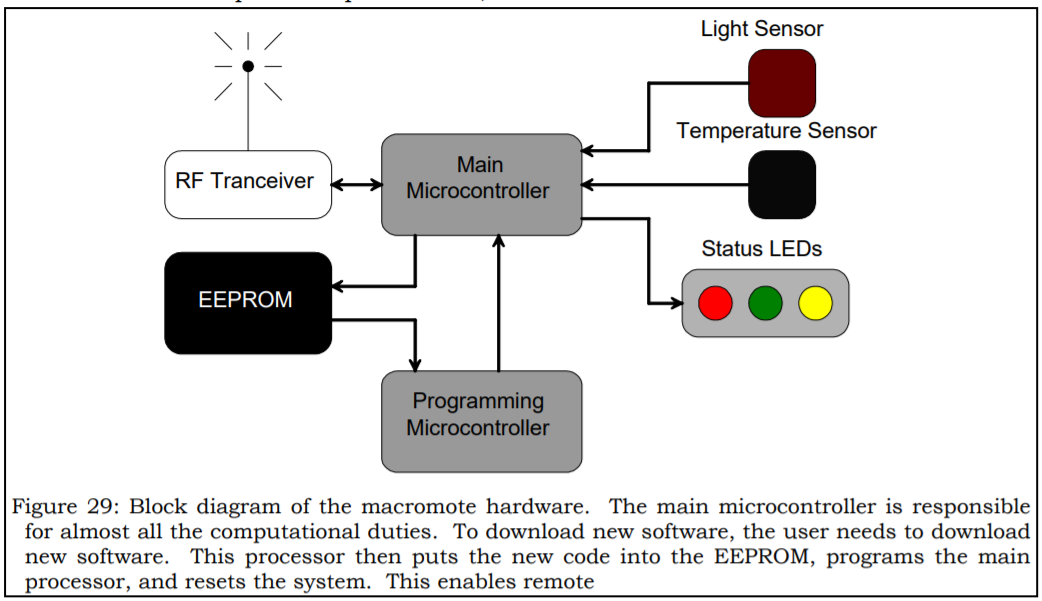 Light Sensor
Temperature Sensor
Main
Microcontroller
RF Tranceiver
Status LEDs
EEPROM
Programming
Microcontroller
Figure 29: Block diagram of the macromote hardware. The main microcontroller is responsible
for almost all the computational duties. To download new software, the user needs to download
new software. This processor then puts the new code into the EEPROM, programs the main
processor, and resets the system. This enables remote